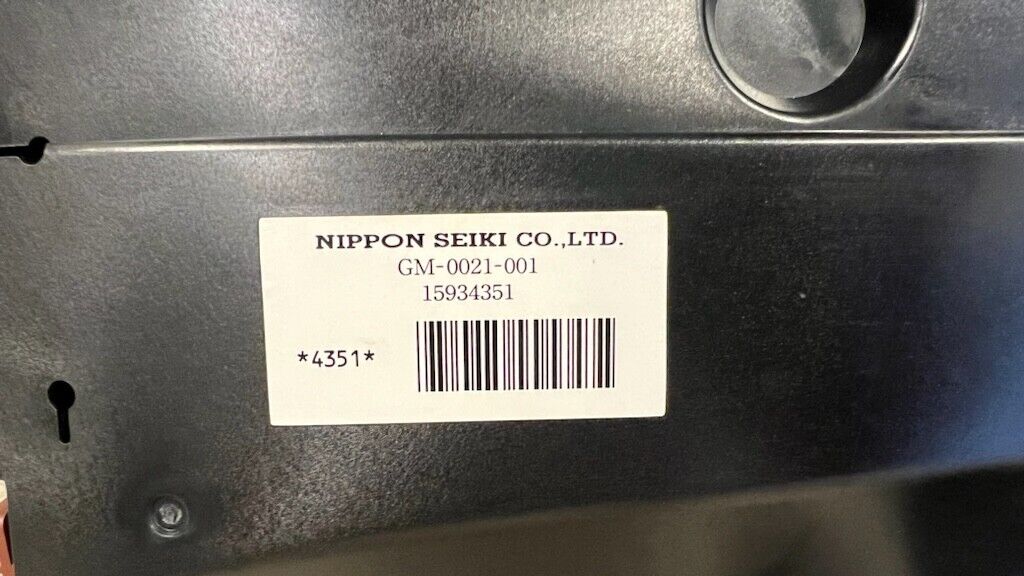 NIPPON SEIKI CO.,LTD.
GM-0021-001
15934351
*4351*